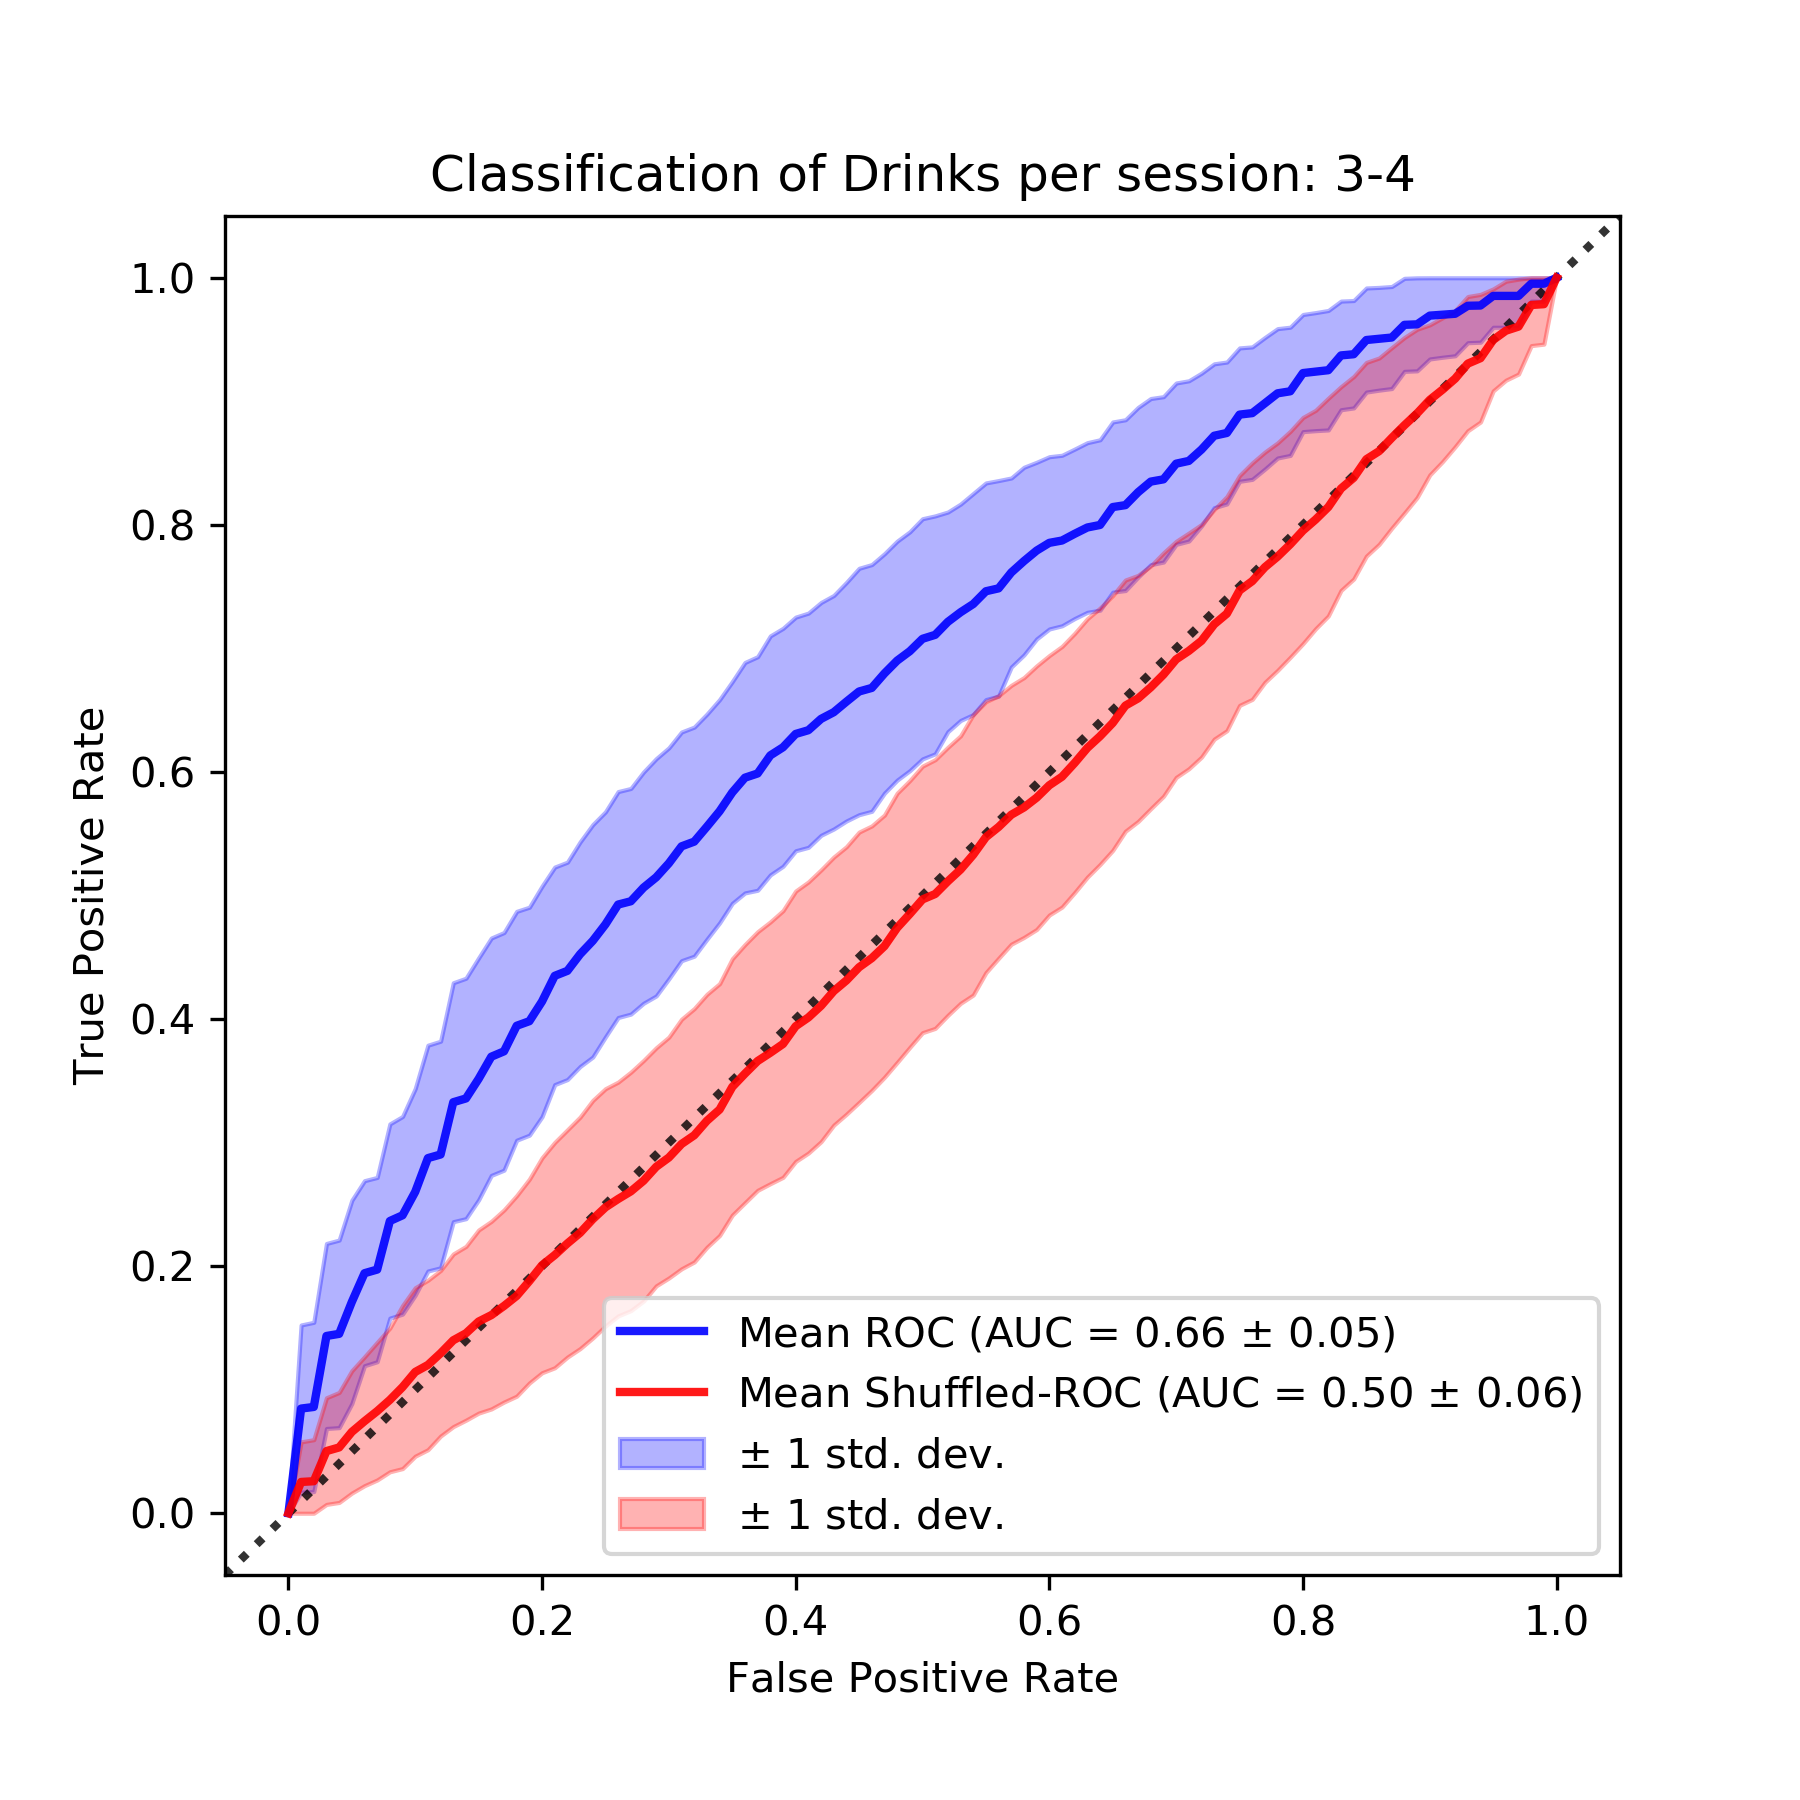 Classification of Drinks per session: 3-4
1.0
0.8
0.6
0.4
0.2
0.0
True Positive Rate
Mean ROC (AUC = 0.66 ± 0.05)
Mean Shuffled-ROC (AUC = 0.50 ± 0.06)
± 1 std. dev.
± 1 std. dev.
0.0 0.2 0.4 0.6 0.8 1.0
False Positive Rate